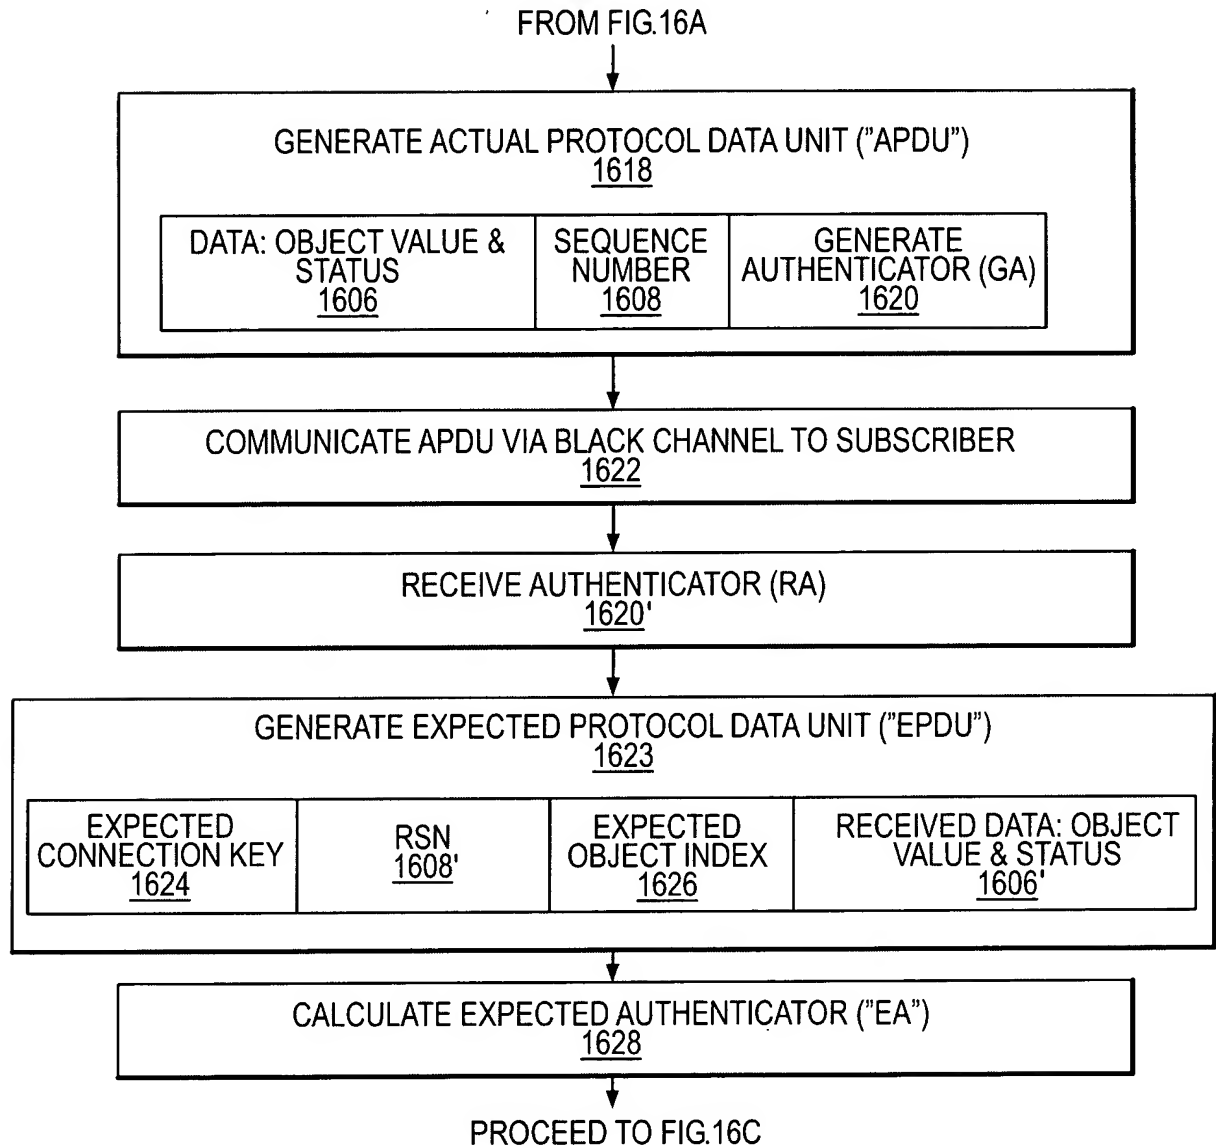 FROM FIG.16A
GENERATE ACTUAL PROTOCOL DATA UNIT ("APDU")
1618
DATA: OBJECT VALUE &
STATUS
1606
SEQUENCE
NUMBER
1608
GENERATE
AUTHENTICATOR (GA)
1620
COMMUNICATE APDU VIA BLACK CHANNEL TO SUBSCRIBER
1622
RECEIVE AUTHENTICATOR (RA)
1620'
GENERATE EXPECTED PROTOCOL DATA UNIT ("EPDU")
1623
EXPECTED
CONNECTION KEY
1624
RSN
1608'
EXPECTED
OBJECT INDEX
1626
RECEIVED DATA: OBJECT
VALUE & STATUS
1606'
CALCULATE EXPECTED AUTHENTICATOR ("EA")
1628
PROCEED TO FIG.16C